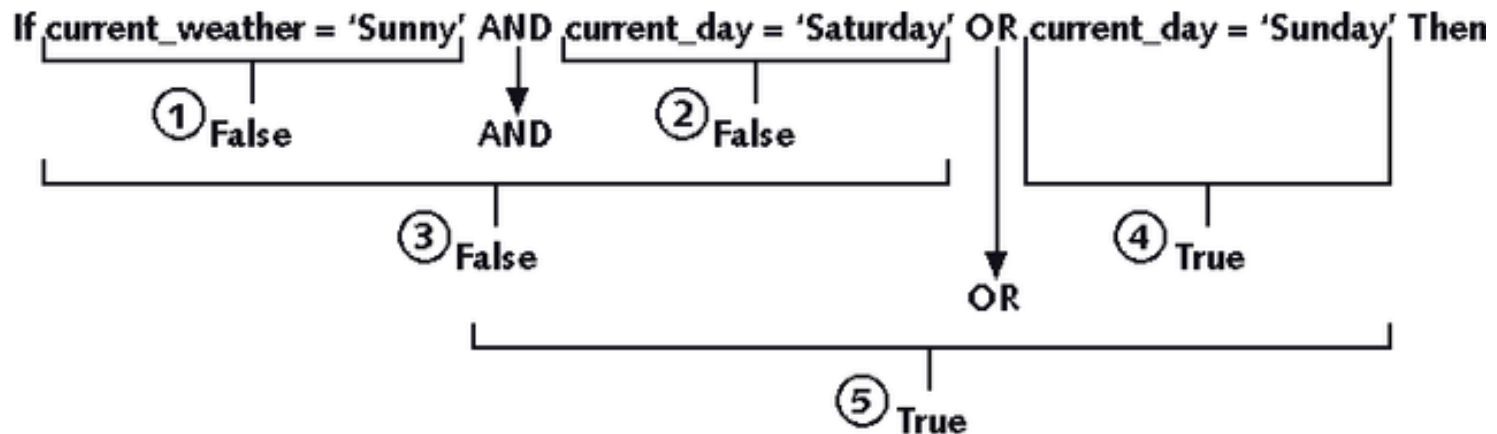 If current_weather = ‘Sunny’ AND current_day = ‘Saturday’ OR current_day = ‘Sunday’ Then
1 False AND 2 False
3 False 4 True
OR
5 True